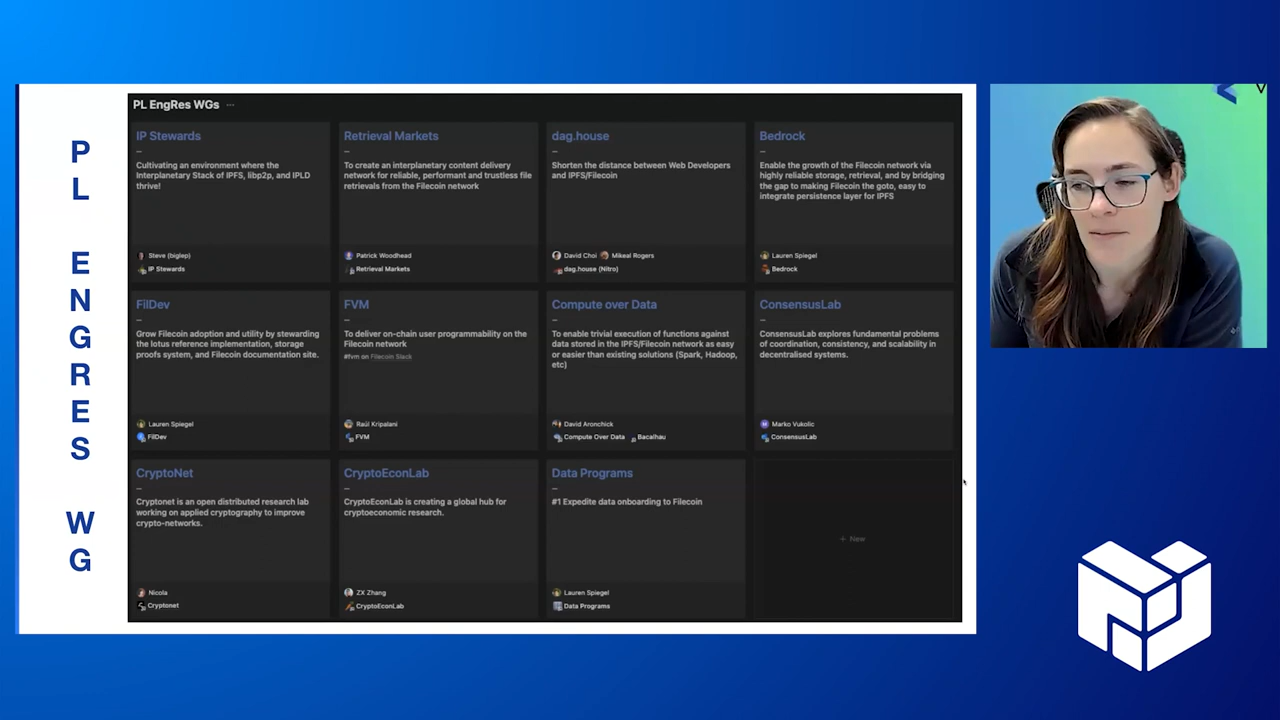 P
L
E
N
G
R
E
S
W
G
PL EngRes WGs ...
IP Stewards
–
Cultivating an environment where the
Interplanetary Stack of IPFS, libp2p, and IPLD
thrive!
Steve (biglep)
IP Stewards
Retrieval Markets
–
To create an interplanetary content delivery
network for reliable, performant and trustless file
retrievals from the Filecoin network
Patrick Woodhead
Retrieval Markets
dag.house
–
Shorten the distance between Web Developers
and IPFS/Filecoin
David Choi Mikeal Rogers
dag.house (Nitro)
Bedrock
–
Enable the growth of the Filecoin network via
highly reliable storage, retrieval, and by bridging
the gap to making Filecoin the goto, easy to
integrate persistence layer for IPFS
Lauren Spiegel
Bedrock
FilDev
–
Grow Filecoin adoption and utility by stewarding
the lotus reference implementation, storage
proofs system, and Filecoin documentation site.
Lauren Spiegel
FilDev
FVM
–
To deliver on-chain user programmability on the
Filecoin network
#fvm on Filecoin Slack
Raúl Kripalani
FVM
Compute over Data
–
To enable trivial execution of functions against
data stored in the IPFS/Filecoin network as easy
or easier than existing solutions (Spark, Hadoop,
etc)
David Aronchick
Compute Over Data Bacalhau
ConsensusLab
–
ConsensusLab explores fundamental problems
of coordination, consistency, and scalability in
decentralised systems.
Marko Vukolic
ConsensusLab
CryptoNet
–
Cryptonet is an open distributed research lab
working on applied cryptography to improve
crypto-networks.
Nicola
Cryptonet
CryptoEconLab
–
CryptoEconLab is creating a global hub for
cryptoeconomic research.
ZX Zhang
CryptoEconLab
Data Programs
–
#1 Expedite data onboarding to Filecoin
Lauren Spiegel
Data Programs
+ New